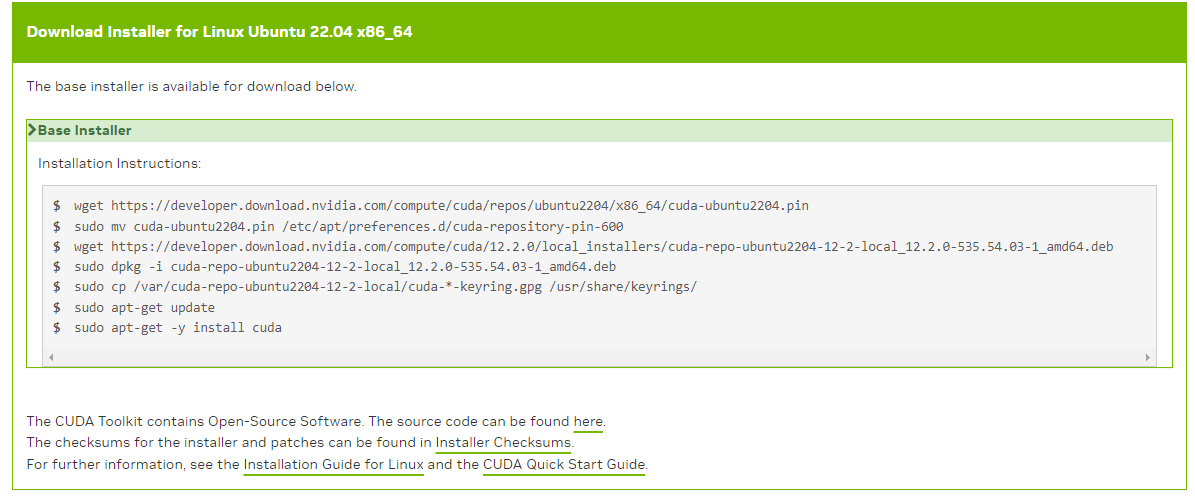 Download Installer for Linux Ubuntu 22.04 x86_64
The base installer is available for download below.
Base Installer
Installation Instructions:
$ wget https://developer.download.nvidia.com/compute/cuda/repos/ubuntu2204/x86_64/cuda-ubuntu2204.pin
$ sudo mv cuda-ubuntu2204.pin /etc/apt/preferences.d/cuda-repository-pin-600
$ wget https://developer.download.nvidia.com/compute/cuda/12.2.0/local_installers/cuda-repo-ubuntu2204-12-2-local_12.2.0-535.54.03-1_amd64.deb
$ sudo dpkg -i cuda-repo-ubuntu2204-12-2-local_12.2.0-535.54.03-1_amd64.deb
$ sudo cp /var/cuda-repo-ubuntu2204-12-2-local/cuda-*-keyring.gpg /usr/share/keyrings/
$ sudo apt-get update
$ sudo apt-get -y install cuda
The CUDA Toolkit contains Open-Source Software. The source code can be found here.
The checksums for the installer and patches can be found in Installer Checksums.
For further information, see the Installation Guide for Linux and the CUDA Quick Start Guide.